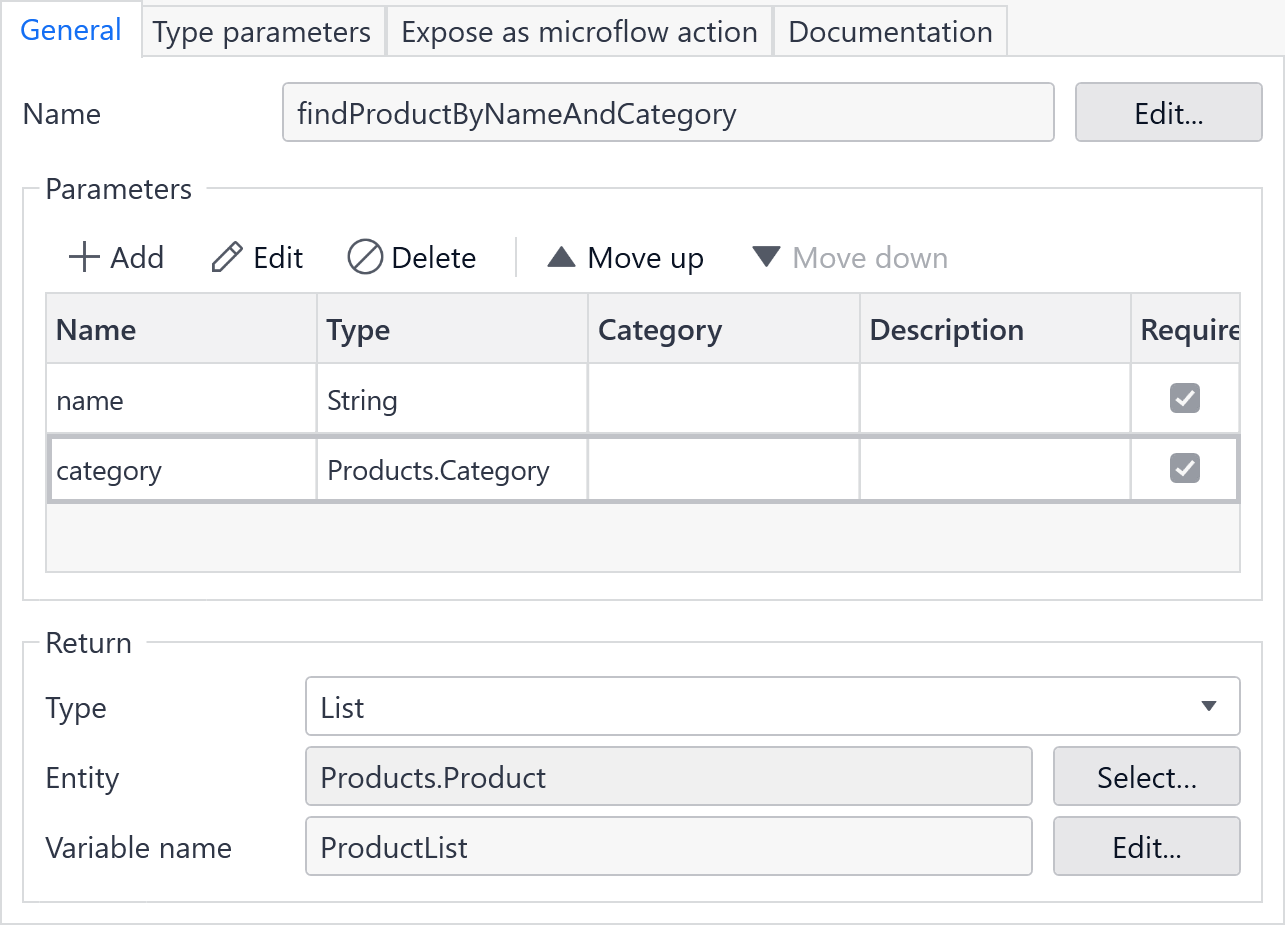 General Type parameters Expose as microflow action Documentation
Name findProductByNameAndCategory Edit...
Parameters
Add Edit Delete Move up Move down
Name Type Category Description Require
name String
category Products.Category
Return
Type List
Entity Products.Product Select...
Variable name ProductList Edit...